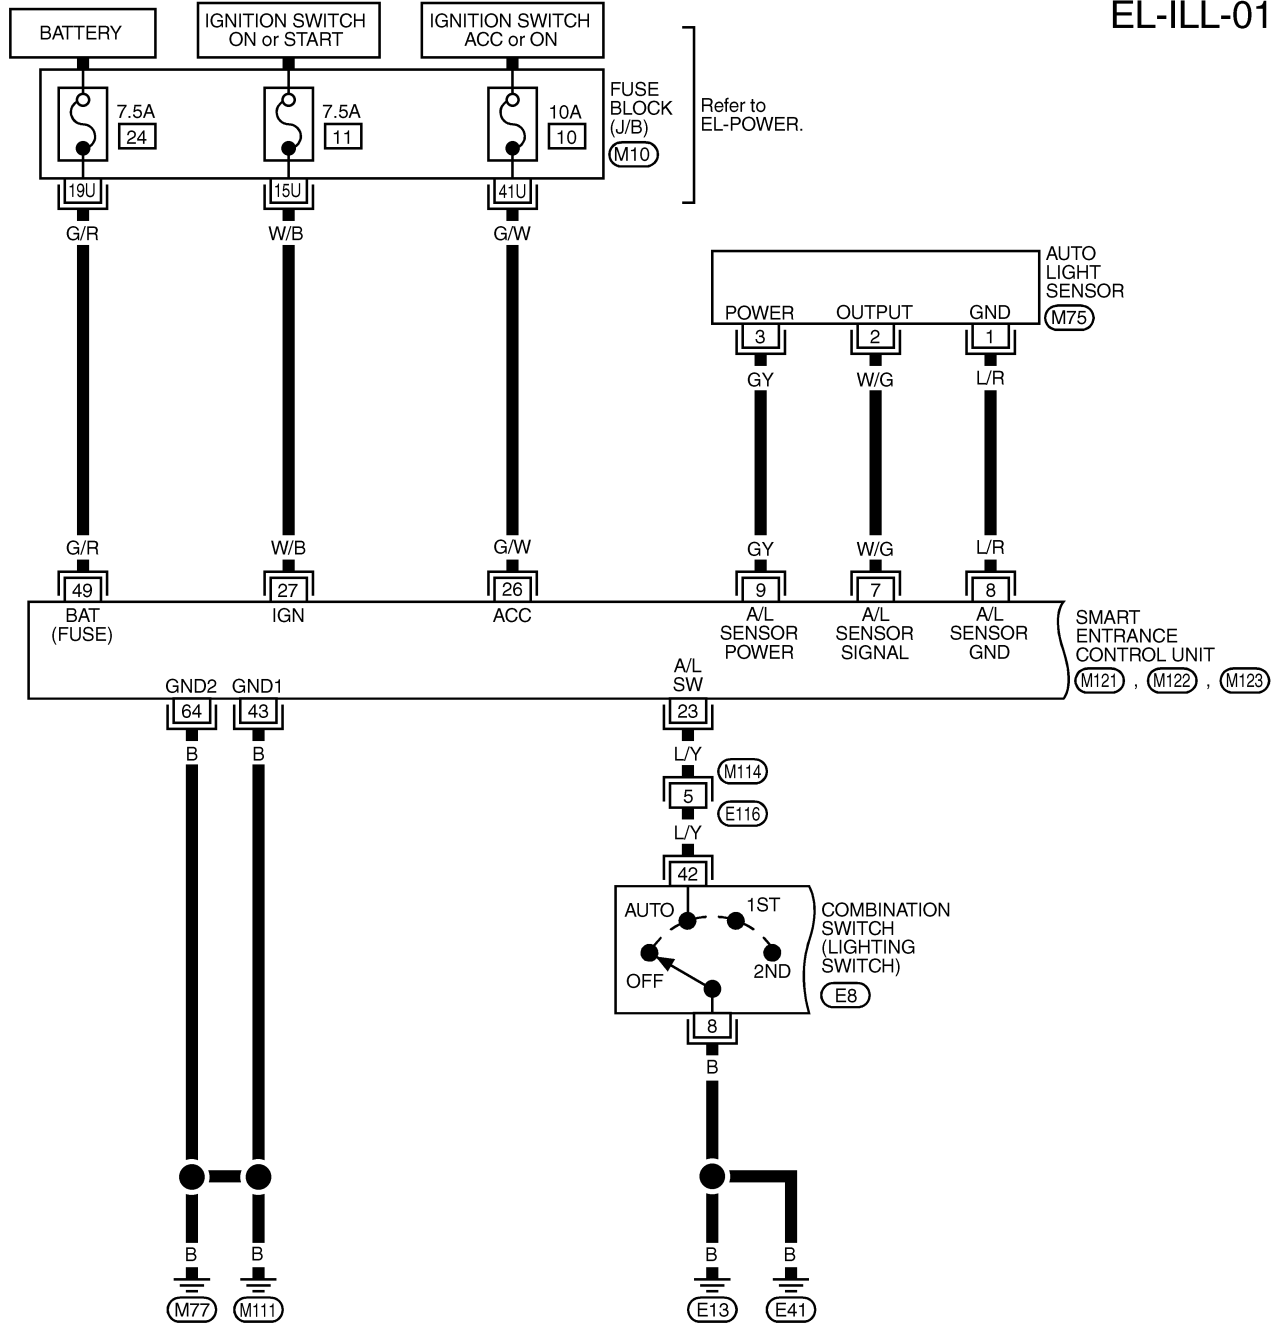 EL-ILL-01
BATTERY
IGNITION SWITCH
ON or START
IGNITION SWITCH
ACC or ON
7.5A
24
7.5A
11
10A
10
FUSE
BLOCK
(J/B)
M10
Refer to
EL-POWER.
19U
15U
41U
G/R
W/B
G/W
AUTO
LIGHT
SENSOR
M75
POWER
OUTPUT
GND
3
2
1
GY
W/G
L/R
G/R
W/B
G/W
GY
W/G
L/R
49
27
26
9
7
8
BAT
(FUSE)
IGN
ACC
A/L
SENSOR
POWER
A/L
SENSOR
SIGNAL
A/L
SENSOR
GND
SMART
ENTRANCE
CONTROL UNIT
M121 , M122 , M123
GND2
GND1
A/L
SW
64
43
23
B
B
L/Y
M114
5
E116
L/Y
42
AUTO
1ST
OFF
2ND
COMBINATION
SWITCH
(LIGHTING
SWITCH)
E8
8
B
B
B
B
B
M77
M111
E13
E41